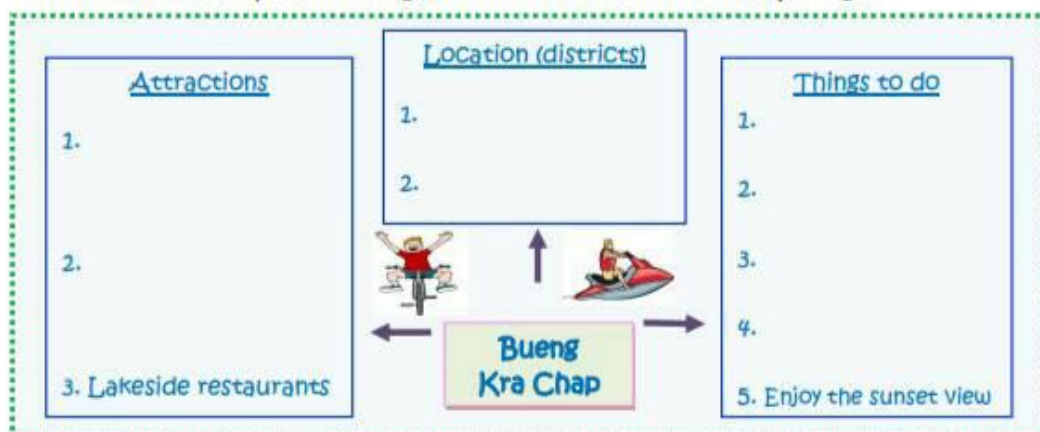 Attractions
1.
2.
3. Lakeside restaurants
Location (districts)
1.
2.
Things to do
1.
2.
3.
4.
5. Enjoy the sunset view
Bueng
Kra Chap